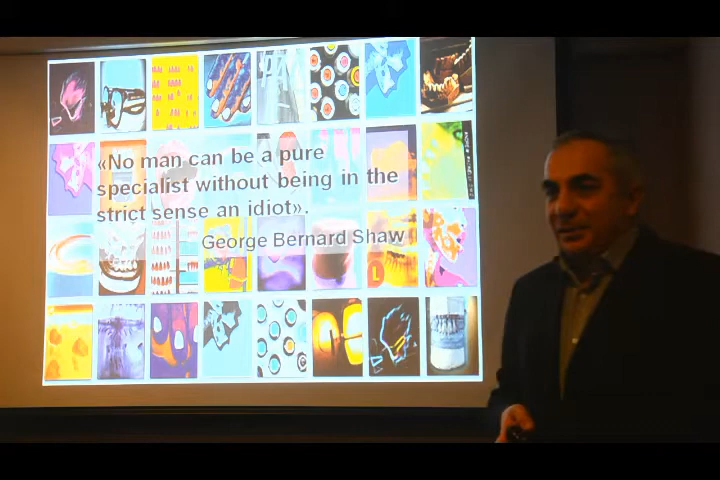 «No man can be a pure
specialist without being in the
strict sense an idiot».
George Bernard Shaw
L